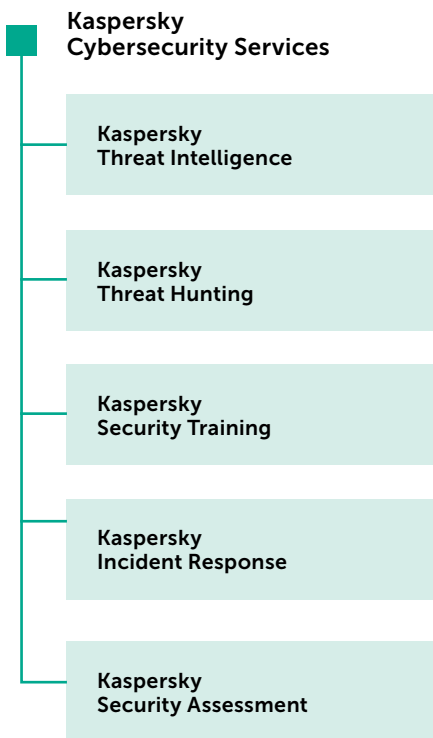 Kaspersky
Cybersecurity Services
Kaspersky
Threat Intelligence
Kaspersky
Threat Hunting
Kaspersky
Security Training
Kaspersky
Incident Response
Kaspersky
Security Assessment